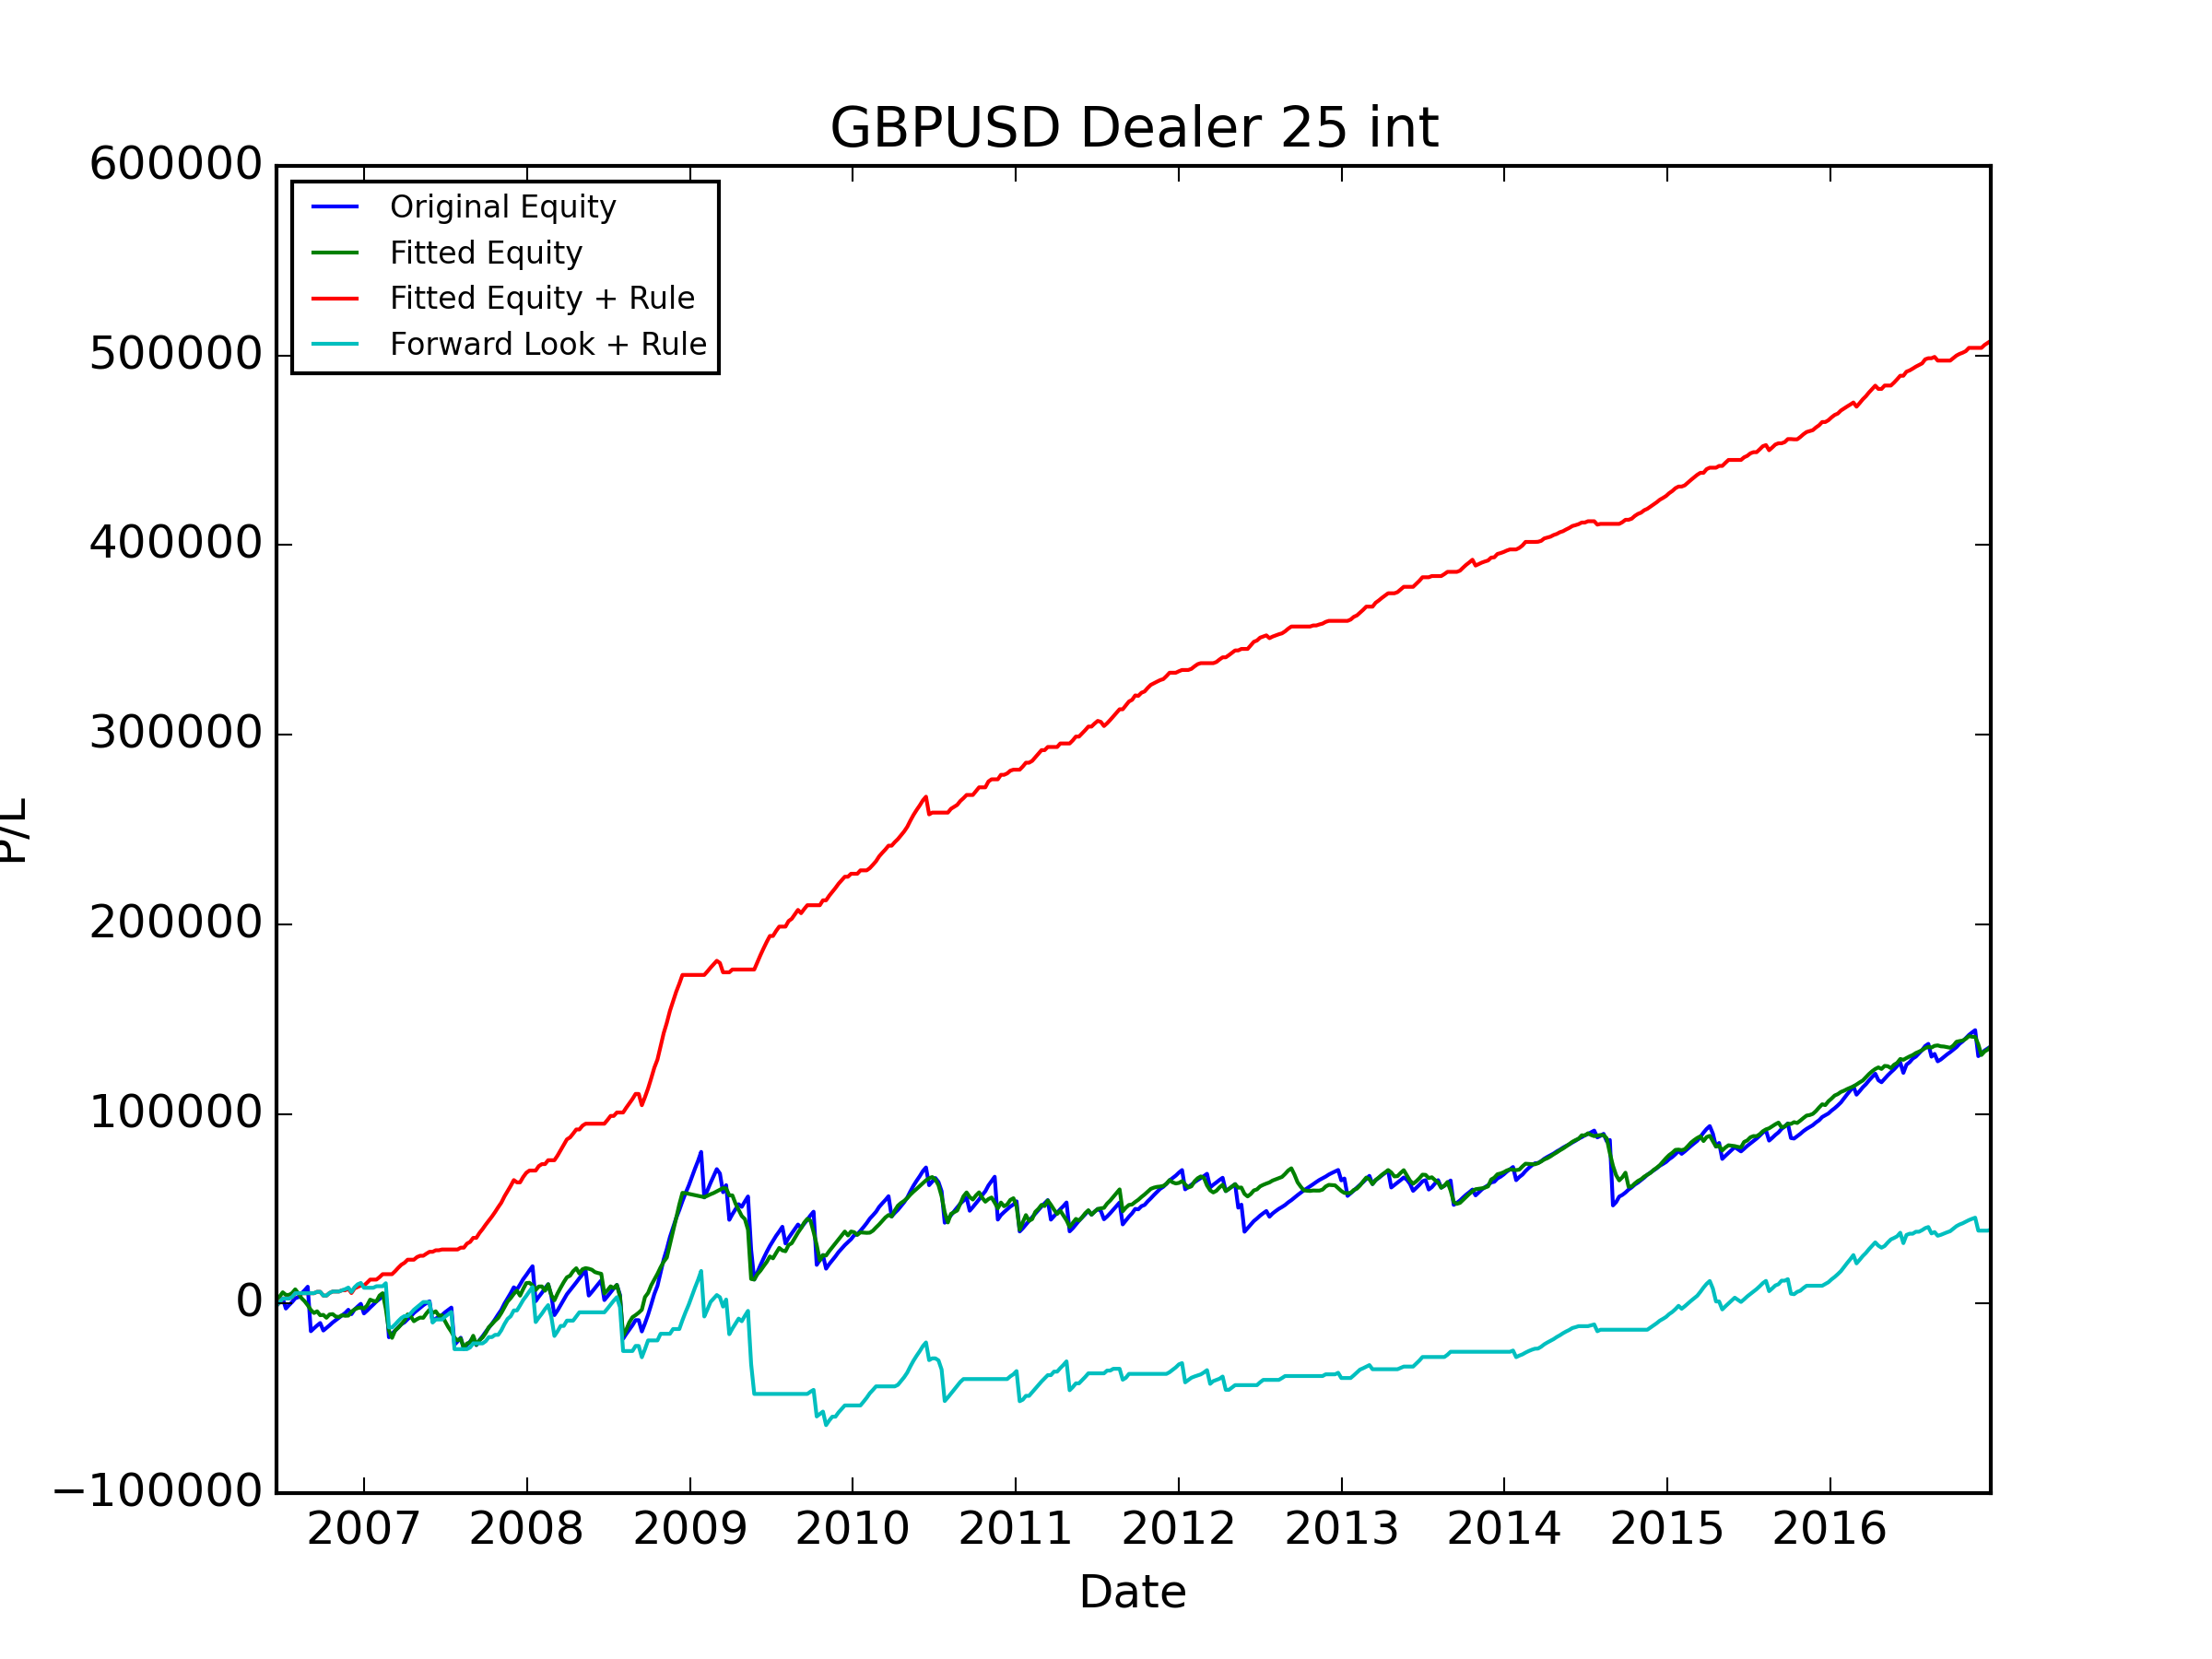 GBPUSD Dealer 25 int
600000
500000
400000
300000
200000
100000
0
−100000
P/L
Original Equity
Fitted Equity
Fitted Equity + Rule
Forward Look + Rule
2007 2008 2009 2010 2011 2012 2013 2014 2015 2016
Date